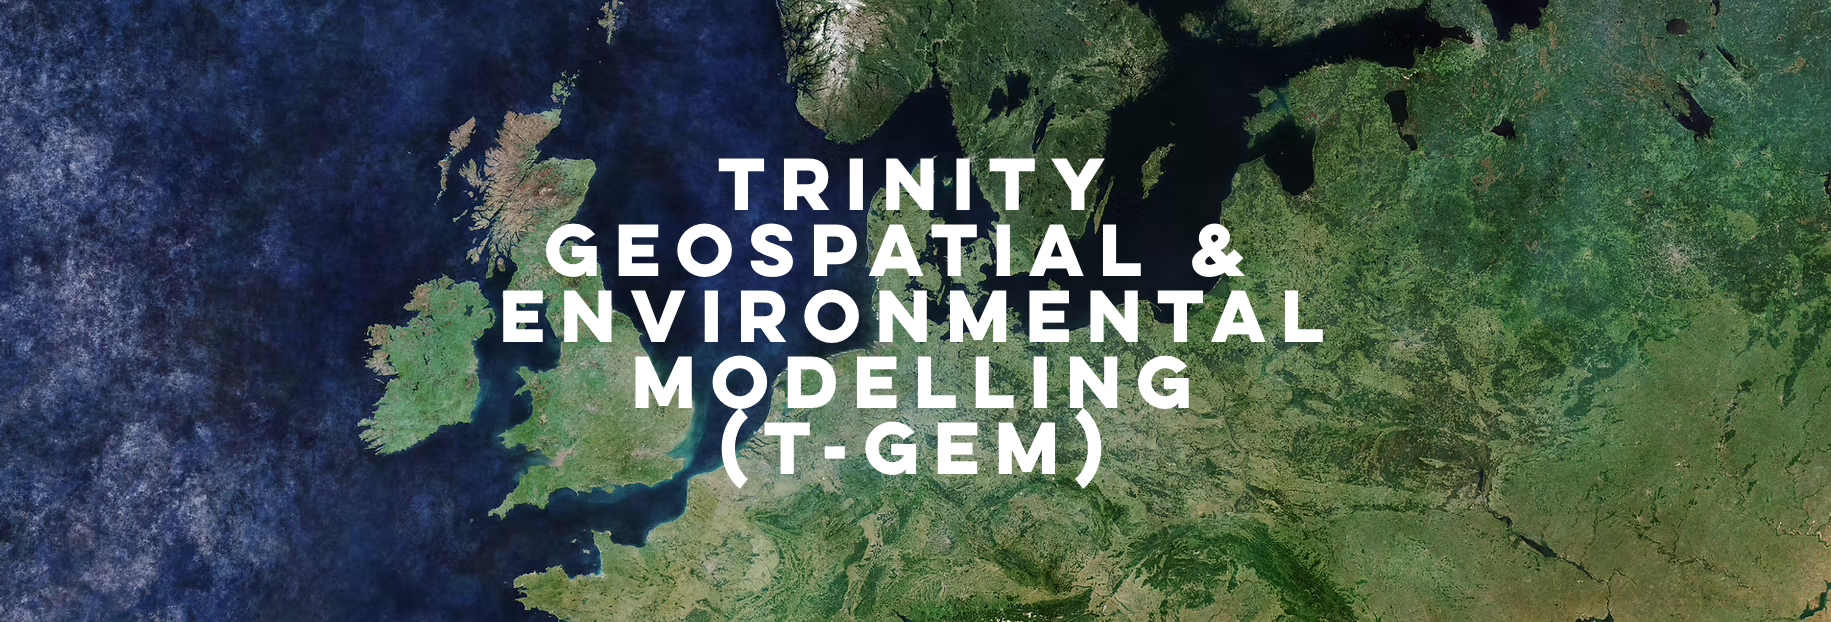 TRINITY
GEOSPATIAL &
ENVIRONMENTAL
MODELLING
(T-GEM)